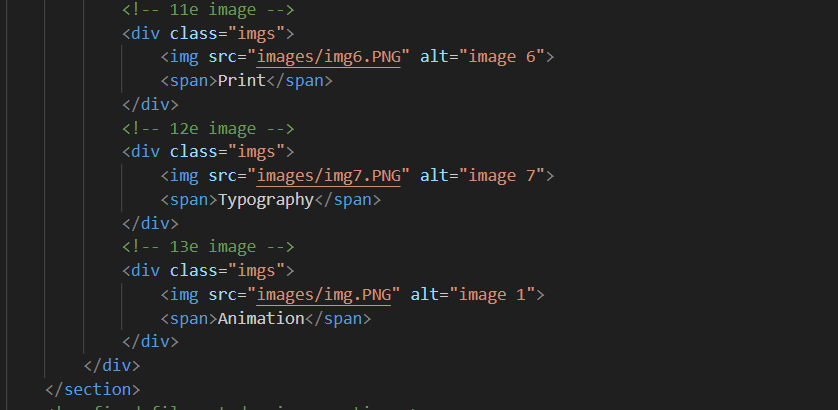 <!-- 11e image -->
<div class="imgs">
<img src="images/img6.PNG" alt="image 6">
<span>Print</span>
</div>
<!-- 12e image -->
<div class="imgs">
<img src="images/img7.PNG" alt="image 7">
<span>Typography</span>
</div>
<!-- 13e image -->
<div class="imgs">
<img src="images/img.PNG" alt="image 1">
<span>Animation</span>
</div>
</div>
</section>